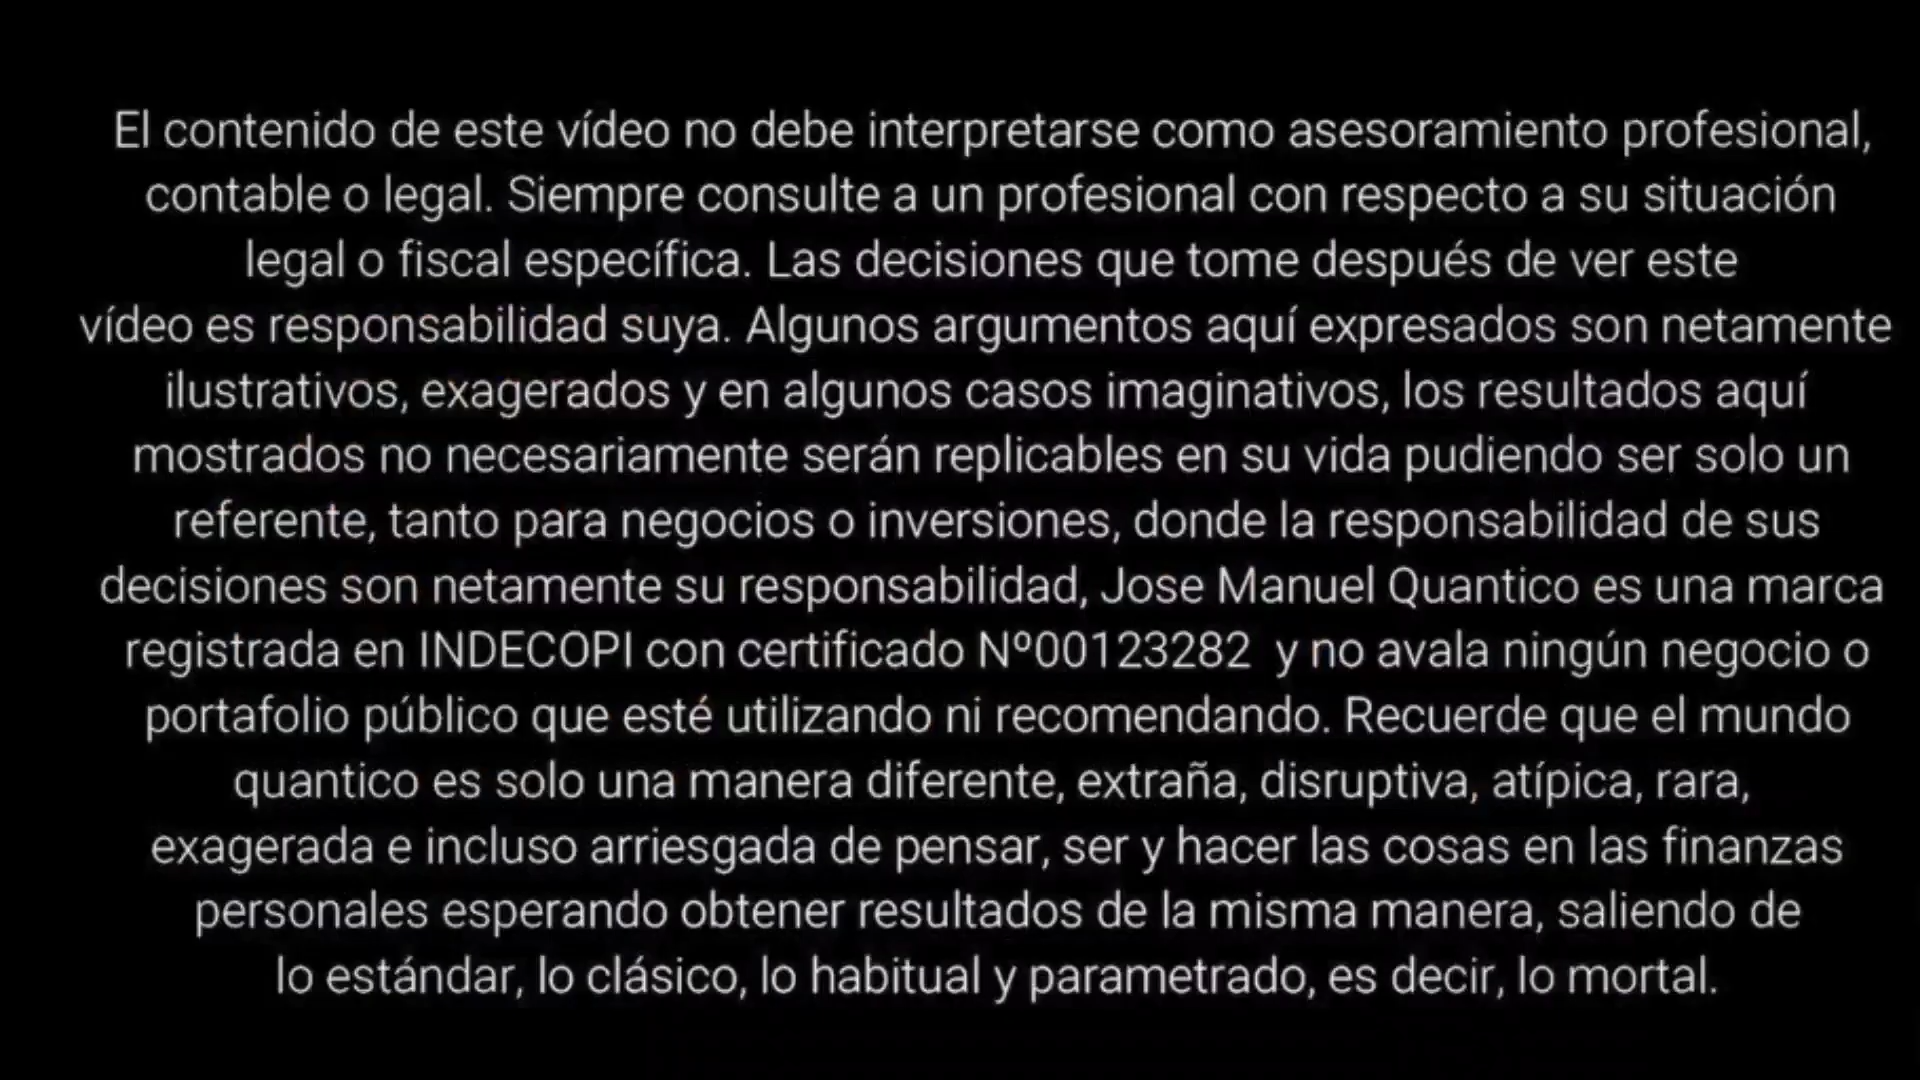 El contenido de este vídeo no debe interpretarse como asesoramiento profesional,
contable o legal. Siempre consulte a un profesional con respecto a su situación
legal o fiscal específica. Las decisiones que tome después de ver este
vídeo es responsabilidad suya. Algunos argumentos aquí expresados son netamente
ilustrativos, exagerados y en algunos casos imaginativos, los resultados aquí
mostrados no necesariamente serán replicables en su vida pudiendo ser solo un
referente, tanto para negocios o inversiones, donde la responsabilidad de sus
decisiones son netamente su responsabilidad, Jose Manuel Quantico es una marca
registrada en INDECOPI con certificado Nº00123282 y no avala ningún negocio o
portafolio público que esté utilizando ni recomendando. Recuerde que el mundo
quantico es solo una manera diferente, extraña, disruptiva, atípica, rara,
exagerada e incluso arriesgada de pensar, ser y hacer las cosas en las finanzas
personales esperando obtener resultados de la misma manera, saliendo de
lo estándar, lo clásico, lo habitual y parametrado, es decir, lo mortal.